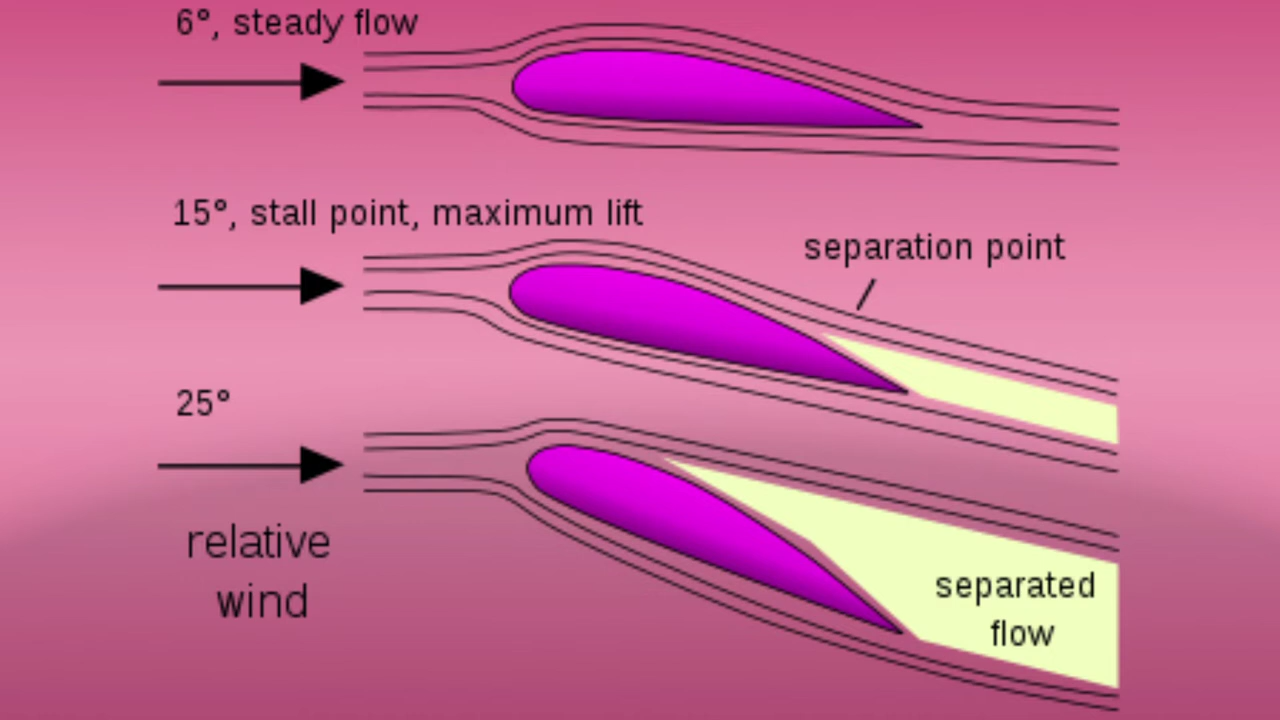 6°, steady flow
15°, stall point, maximum lift
separation point
25°
relative
wind
separated
flow